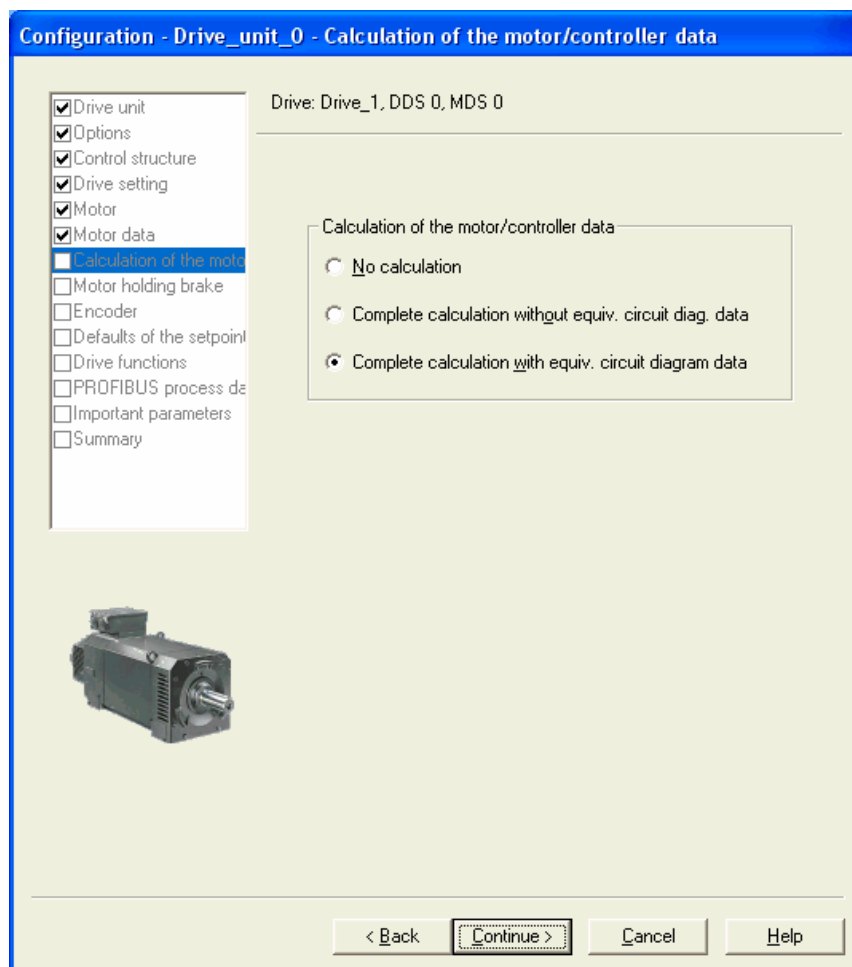 Configuration - Drive_unit_0 - Calculation of the motor/controller data
Drive: Drive_1, DDS 0, MDS 0
Drive unit
Options
Control structure
Drive setting
Motor
Motor data
Calculation of the moto
Motor holding brake
Encoder
Defaults of the setpoint
Drive functions
PROFIBUS process da
Important parameters
Summary
Calculation of the motor/controller data
No calculation
Complete calculation without equiv. circuit diag. data
Complete calculation with equiv. circuit diagram data
< Back
Continue >
Cancel
Help